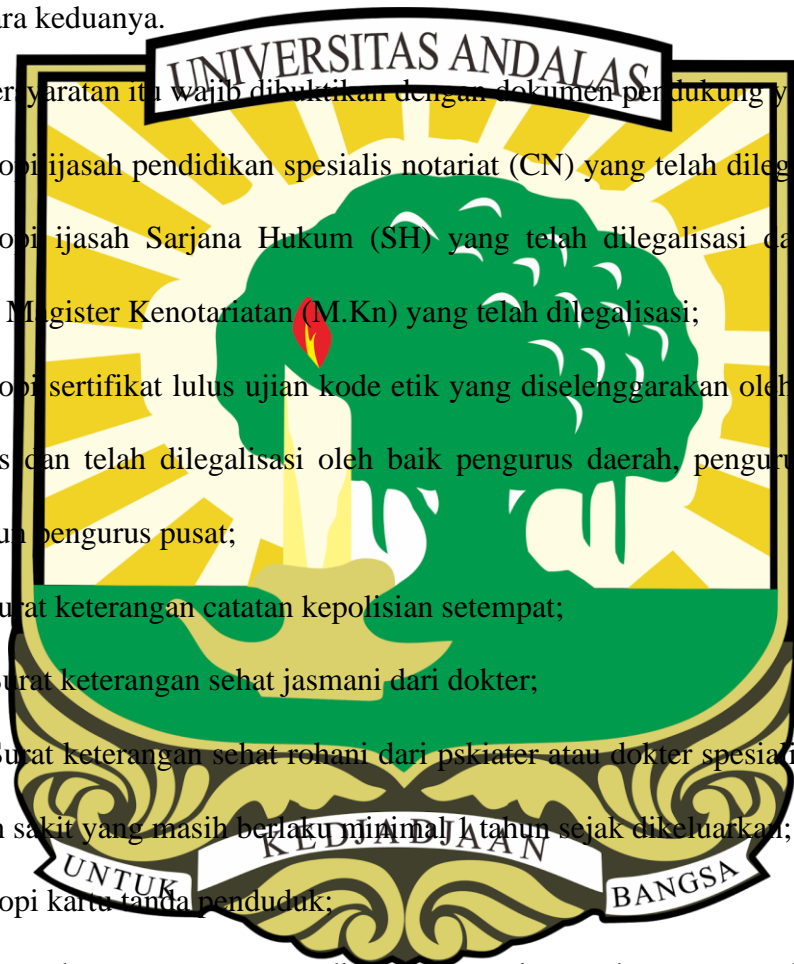 UNIVERSITAS ANDALAS
ara keduanya.
ersyaratan itu wajib dibuktikan dengan dokumen pendukung y
opi ijasah pendidikan spesialis notariat (CN) yang telah dileg
opi ijasah Sarjana Hukum (SH) yang telah dilegalisasi da
Magister Kenotariatan (M.Kn) yang telah dilegalisasi;
opi sertifikat lulus ujian kode etik yang diselenggarakan oleh
s dan telah dilegalisasi oleh baik pengurus daerah, penguru
un pengurus pusat;
urat keterangan catatan kepolisian setempat;
Surat keterangan sehat jasmani dari dokter;
Surat keterangan sehat rohani dari pskiater atau dokter spesiali
n sakit yang masih berlaku minimal 1 tahun sejak dikeluarkan;
opi kartu tanda penduduk;
UNTUK KEDJADJAAN BANGSA